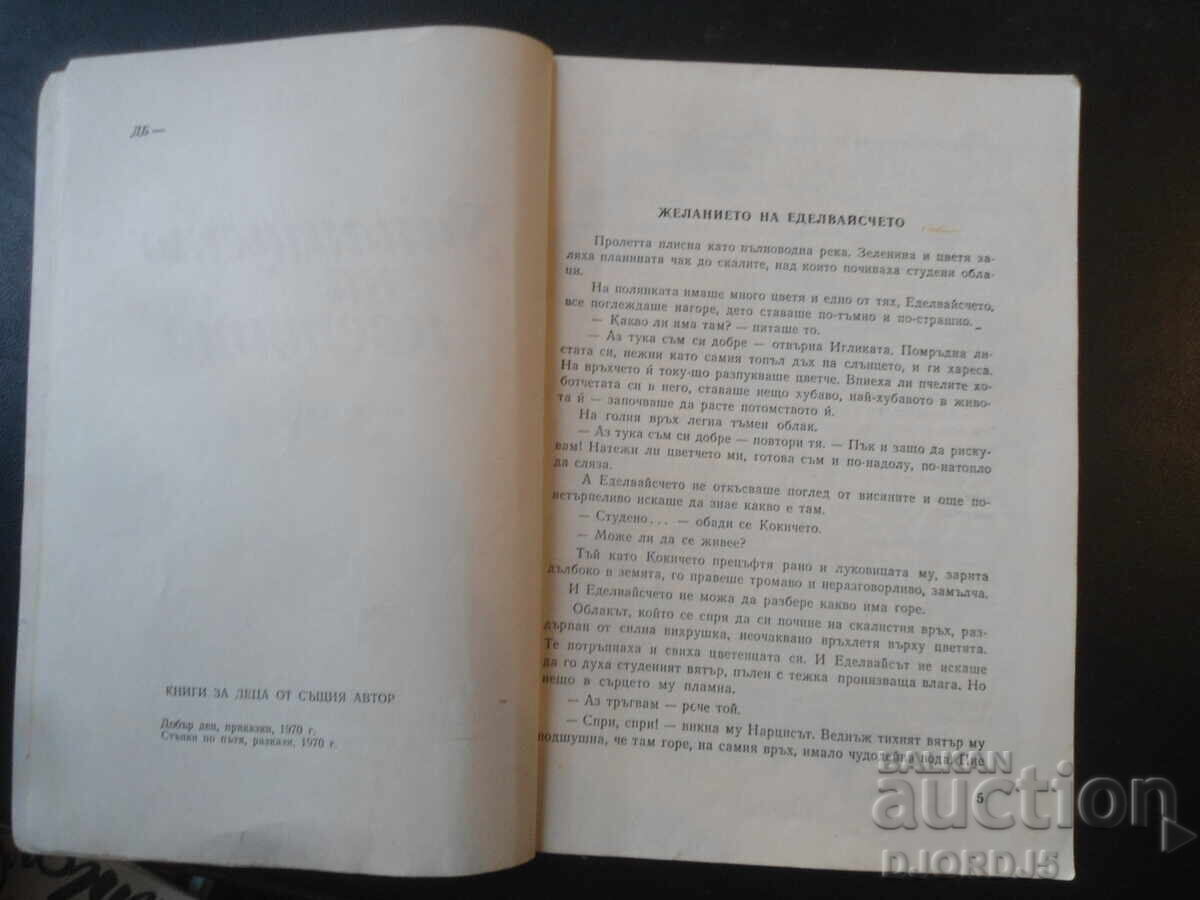 ДБ —
КНИГИ ЗА ДЕЦА ОТ СЪЩИЯ АВТОР
Добър ден, приказки, 1970 г.
Стъпки по пътя, разкази, 1970 г.
ЖЕЛАНИЕТО НА ЕДЕЛВАЙСЧЕТО
Пролетта плисна като пълноводна река. Зеленина и цветя за-
ляха планината чак до скалите, над които почиваха студени обла-
ци.
На полянката имаше много цветя и едно от тях, Еделвайсчето,
все поглеждаше нагоре, дето ставаше по-тъмно и по-страшно.
— Какво ли има там? — питаше то.
— Аз тука съм си добре — отвърна Игликата. Помръдна ли-
стата си, нежни като самия топъл дъх на слънцето, и ги хареса.
На връхчето ѝ току-що разпукваше цветче. Впиеха ли пчелите хо-
ботчетата си в него, ставаше нещо хубаво, най-хубавото в живо-
та ѝ — започваше да расте потомството ѝ.
На голия връх легна тъмен облак.
— Аз тука съм си добре — повтори тя. — Пък и защо да риску-
вам! Натежи ли цветчето ми, готова съм и по-надолу, по-натопло
да сляза.
А Еделвайсчето не откъсваше поглед от висините и още по-
нетърпеливо искаше да знае какво е там.
— Студено... — обади се Кокичето.
— Може ли да се живее?
Тъй като Кокичето прецъфтя рано и луковицата му, зарита
дълбоко в земята, го правеше тромаво и неразговорливо, замълча.
И Еделвайсчето не можа да разбере какво има горе.
Облакът, който се спря да си почине на скалистия връх, раз-
дърпан от силна вихрушка, неочаквано връхлетя върху цветята.
Те потръпнаха и свиха цветенцата си. И Еделвайсът не искаше
да го духа студеният вятър, пълен с тежка пронизваща влага. Но
нещо в сърцето му пламна.
— Аз тръгвам — рече той.
— Спри, спри! — викна му Нарцисът. Веднъж тихият вятър му
подшушна, че там горе, на самия връх, имало чудодейна вода. Пие
5
BALKAN
auction
DJORDJ5